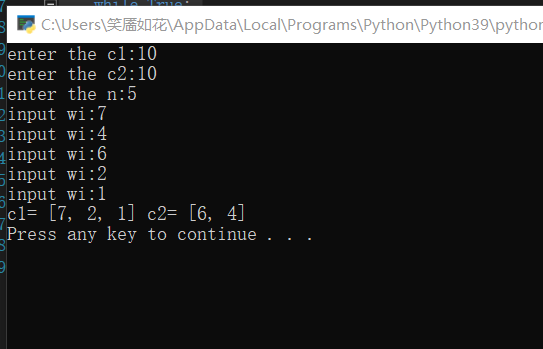 while True:
C:\Users\笑靥如花\AppData\Local\Programs\Python\Python39\python
enter the c1:10
enter the c2:10
enter the n:5
input wi:7
input wi:4
input wi:6
input wi:2
input wi:1
c1= [7, 2, 1] c2= [6, 4]
Press any key to continue . . .